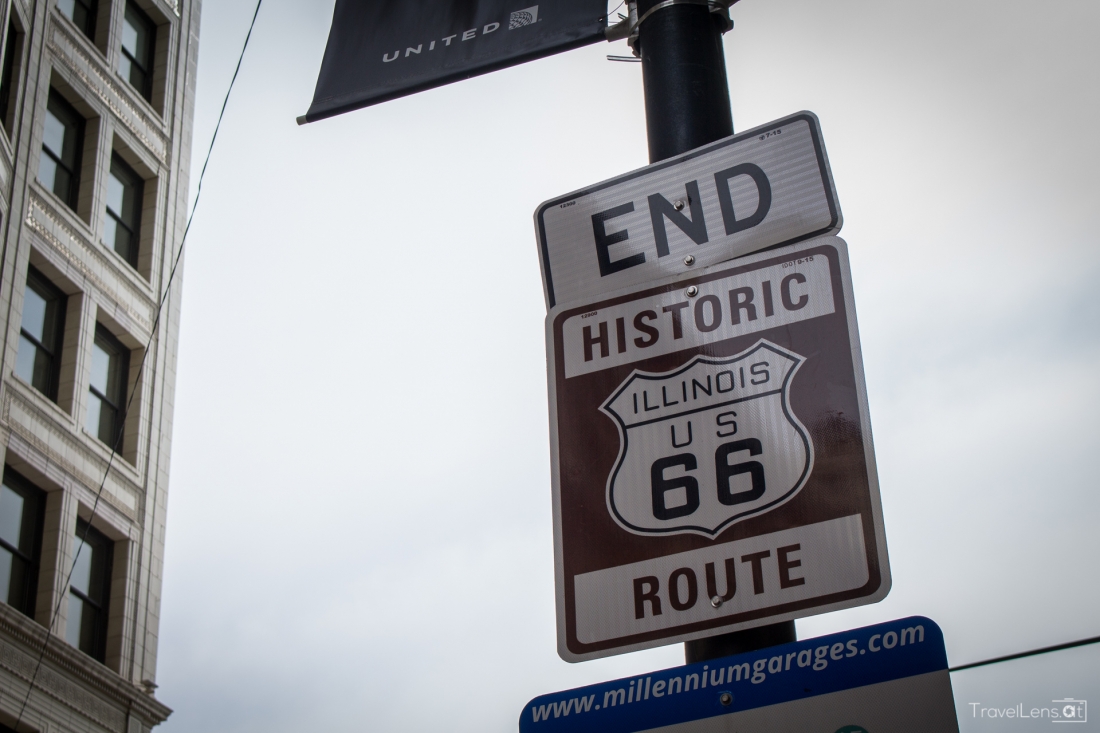 UNITED
END
HISTORIC
ILLINOIS
U S
66
ROUTE
www.millenniumgarages.com
TravelLens.at